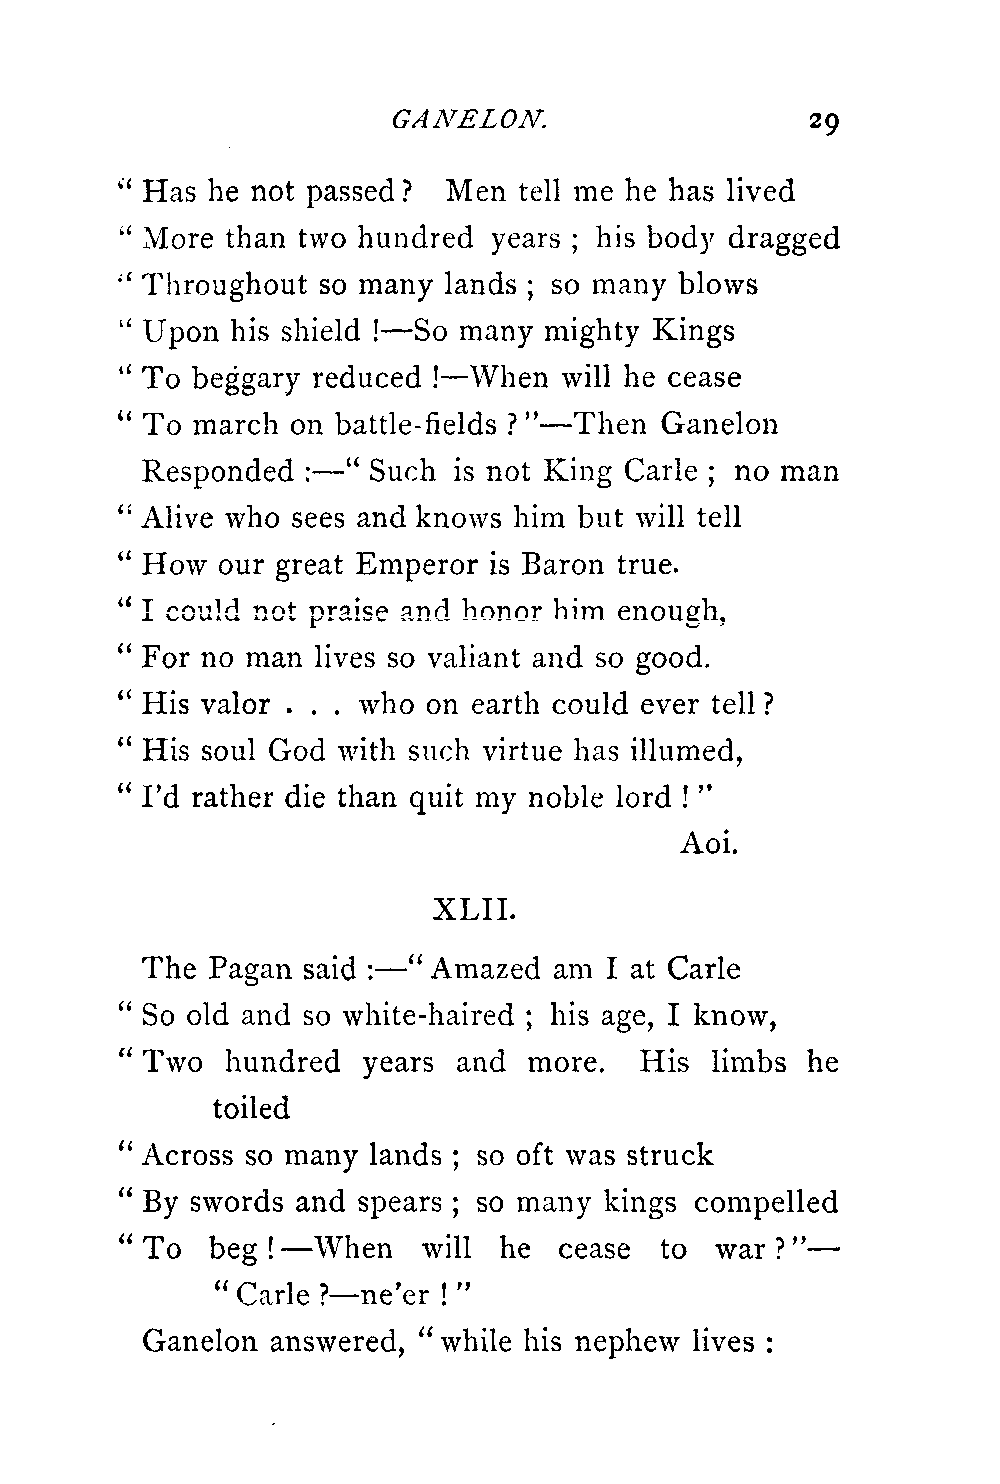 GANELON. 29
“ Has he not passed? Men tell me he has lived
“ More than two hundred years ; his body dragged
“ Throughout so many lands ; so many blows
“ Upon his shield !—So many mighty Kings
“ To beggary reduced !—When will he cease
“ To march on battle-fields ? ”—Then Ganelon
Responded :—“ Such is not King Carle ; no man
“ Alive who sees and knows him but will tell
“ How our great Emperor is Baron true.
“ I could not praise and honor him enough,
“ For no man lives so valiant and so good.
“ His valor . . . who on earth could ever tell ?
“ His soul God with such virtue has illumed,
“ I’d rather die than quit my noble lord ! ”
Aoi.
XLII.
The Pagan said :—“ Amazed am I at Carle
“ So old and so white-haired ; his age, I know,
“ Two hundred years and more. His limbs he
toiled
“ Across so many lands ; so oft was struck
“ By swords and spears ; so many kings compelled
“ To beg ! —When will he cease to war ? ”—
“ Carle ?—ne’er ! ”
Ganelon answered, “ while his nephew lives :